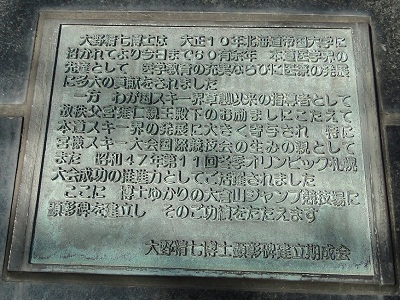 大野精七博士は 大正10年北海道帝国大学に
招かれてより今日まで60有余年 本道医学界の
先達として 医学教育の充実ならびに医療の発展
に多大の貢献をされました
一方 わが国スキー界草創以来の指導者として
故秩父宮雍仁親王殿下のお励ましにこたえて
本道スキー界の発展に大きく寄与され 特に
宮様スキー大会国際競技会の生みの親として
また 昭和47年第11回冬季オリンピック札幌
大会成功の推進力としてご活躍されました
ここに 博士ゆかりの大倉山ジャンプ競技場に
顕彰碑を建立し そのご功績をたたえます
大野精七博士顕彰碑建立期成会